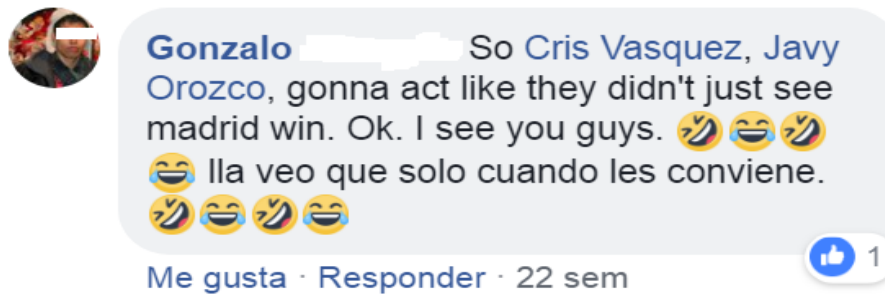 Gonzalo So Cris Vasquez, Javy
Orozco, gonna act like they didn't just see
madrid win. Ok. I see you guys. 🤣😂🤣
😂 lla veo que solo cuando les conviene.
🤣😂🤣😂
1
Me gusta · Responder · 22 sem